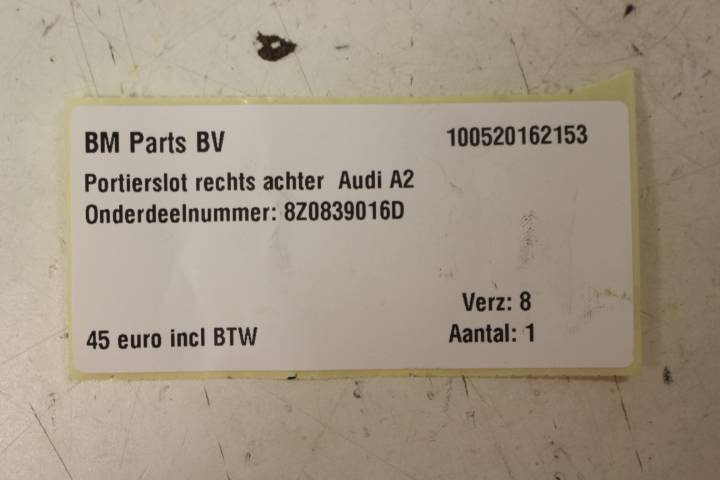 BM Parts BV 100520162153
Portierslot rechts achter Audi A2
Onderdeelnummer: 8Z0839016D
Verz: 8
45 euro incl BTW Aantal: 1